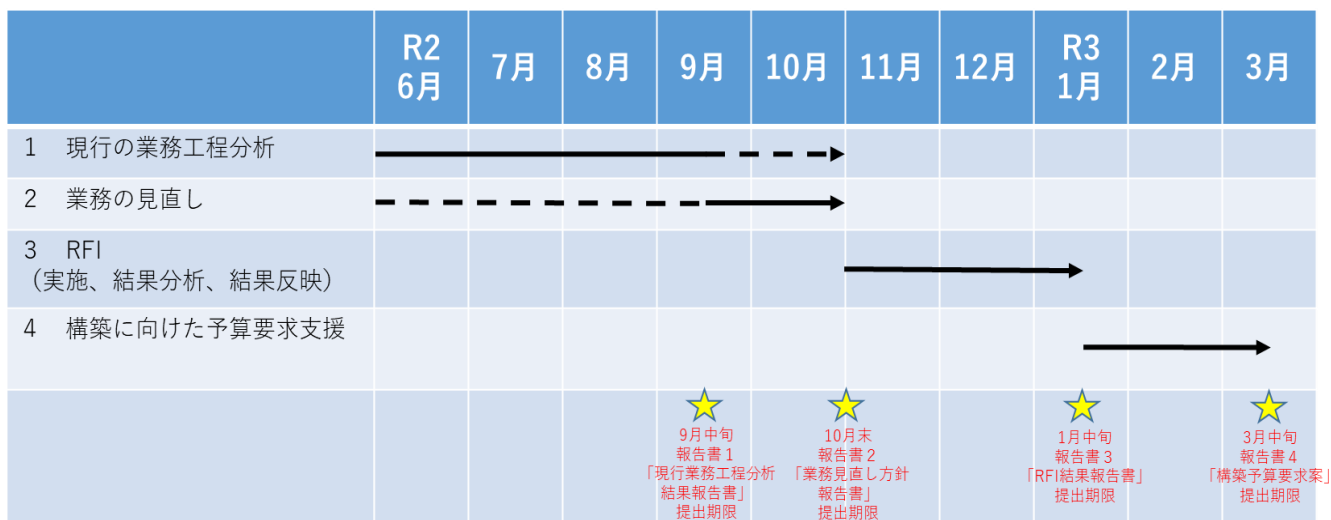 R2
6月
7月
8月
9月
10月
11月
12月
R3
1月
2月
3月
1　現行の業務工程分析
2　業務の見直し
3　RFI
（実施、結果分析、結果反映）
4　構築に向けた予算要求支援
9月中旬
報告書１
「現行業務工程分析
結果報告書」
提出期限
10月末
報告書２
「業務見直し方針
報告書」
提出期限
1月中旬
報告書３
「RFI結果報告書」
提出期限
3月中旬
報告書４
「構築予算要求案」
提出期限